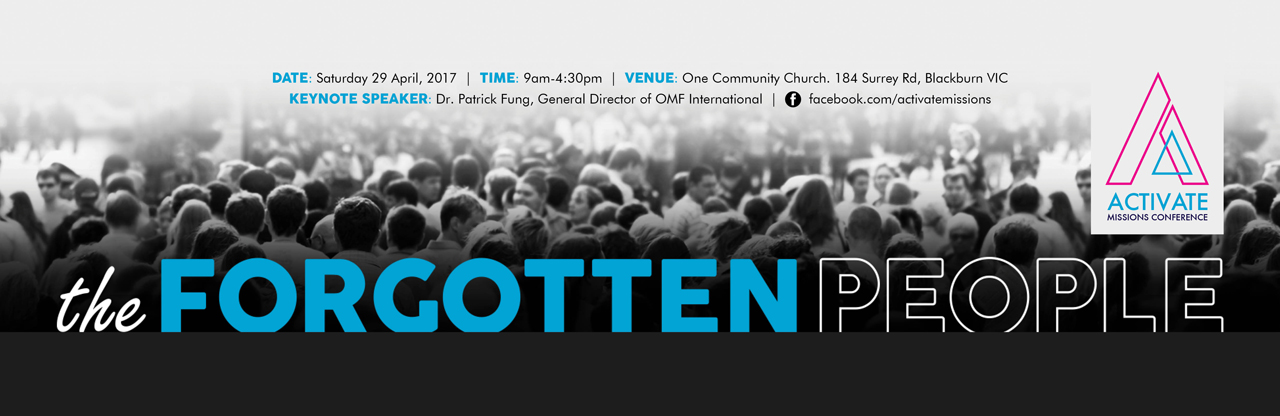 DATE: Saturday 29 April, 2017 | TIME: 9am-4:30pm | VENUE: One Community Church. 184 Surrey Rd, Blackburn VIC
KEYNOTE SPEAKER: Dr. Patrick Fung, General Director of OMF International | facebook.com/activatemissions
ACTIVATE
MISSIONS CONFERENCE
the FORGOTTEN PEOPLE